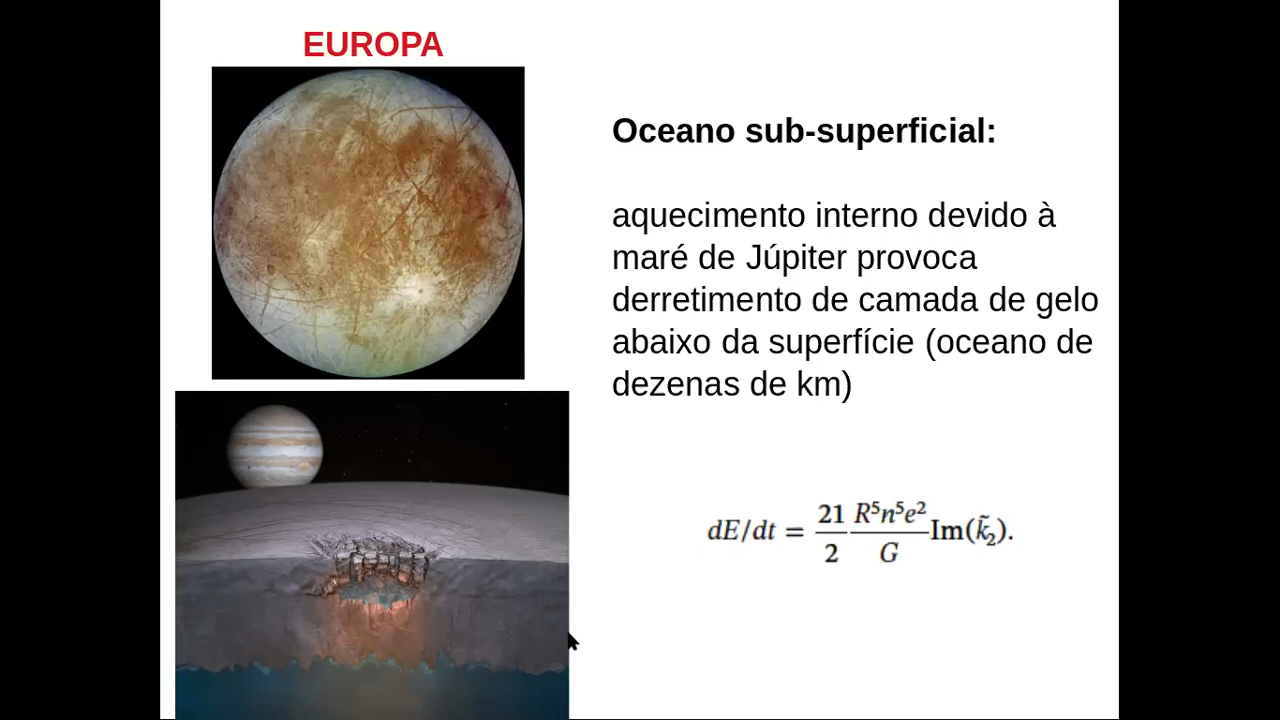 EUROPA
Oceano sub-superficial:
aquecimento interno devido à
maré de Júpiter provoca
derretimento de camada de gelo
abaixo da superfície (oceano de
dezenas de km)
dE/dt = 21/2 R⁵n⁵e²/G Im(k̃₂).